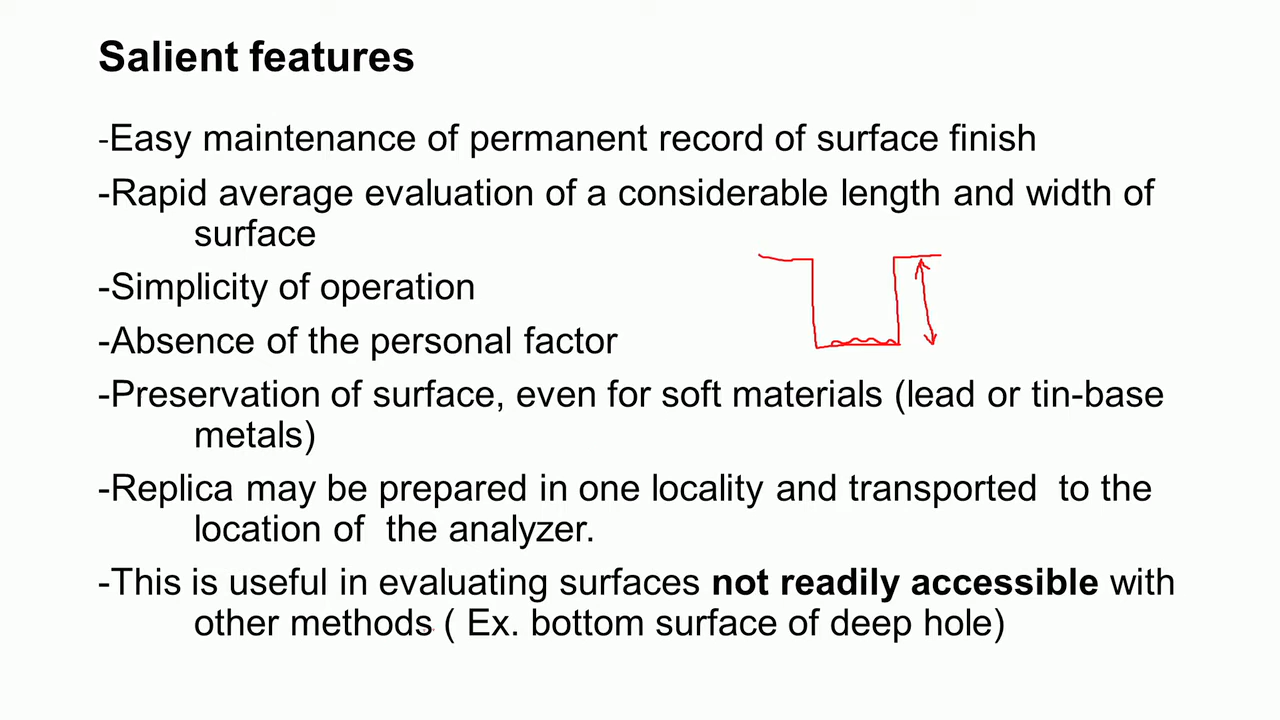 Salient features
-Easy maintenance of permanent record of surface finish
-Rapid average evaluation of a considerable length and width of
surface
-Simplicity of operation
-Absence of the personal factor
-Preservation of surface, even for soft materials (lead or tin-base
metals)
-Replica may be prepared in one locality and transported  to the
location of  the analyzer.
-This is useful in evaluating surfaces not readily accessible with
other methods ( Ex. bottom surface of deep hole)